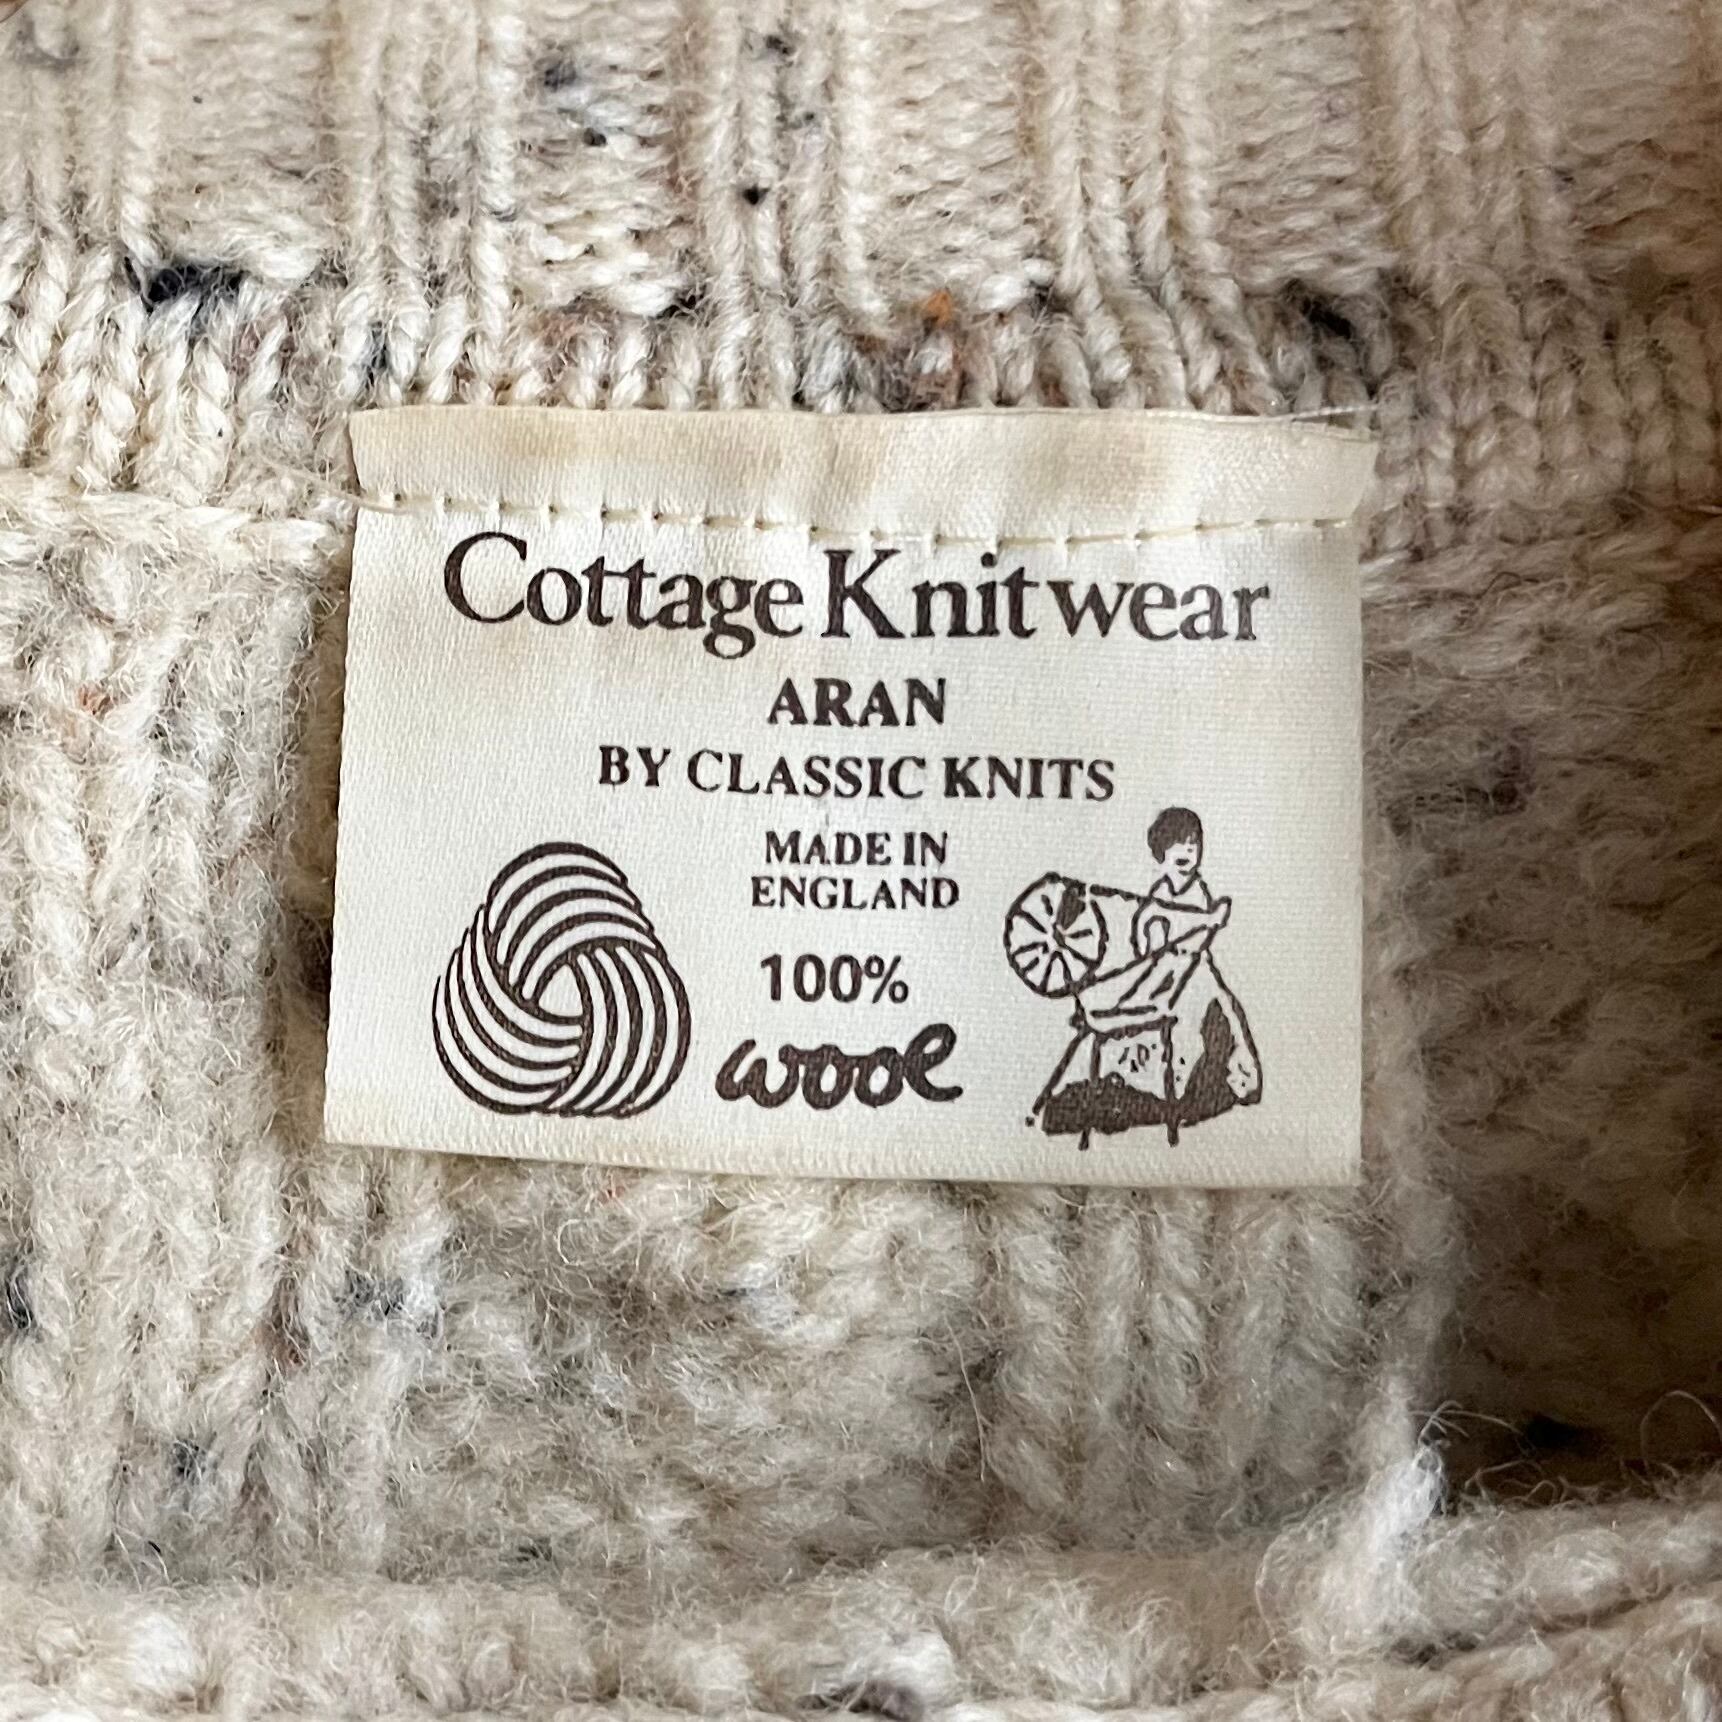 Cottage Knitwear
ARAN
BY CLASSIC KNITS
MADE IN
ENGLAND
100%
wool